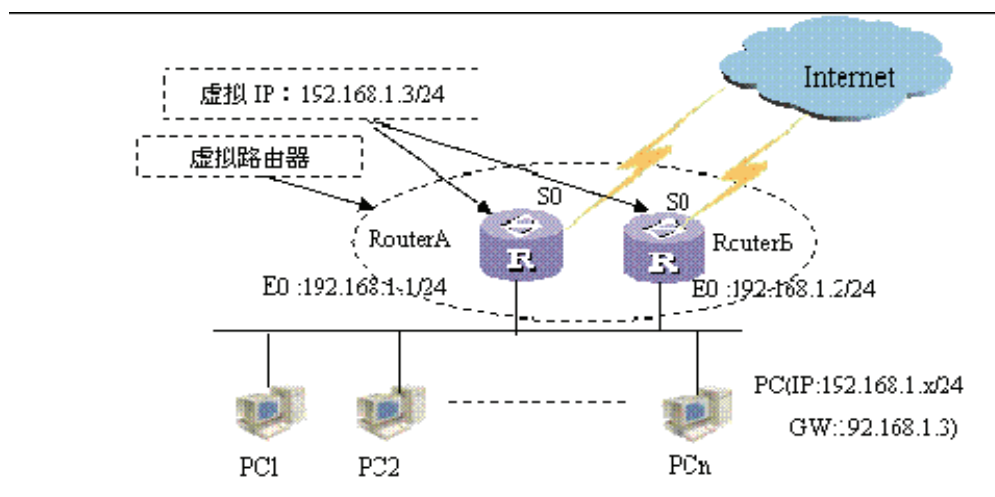 Internet
虚拟 IP：192.168.1.3/24
虚拟路由器
S0
S0
RouterA
RouterB
R
R
E0 :192.168.1.1/24
E0 :192.168.1.2/24
PC(IP:192.168.1.x/24
GW:192.168.1.3)
PC1
PC2
PCn